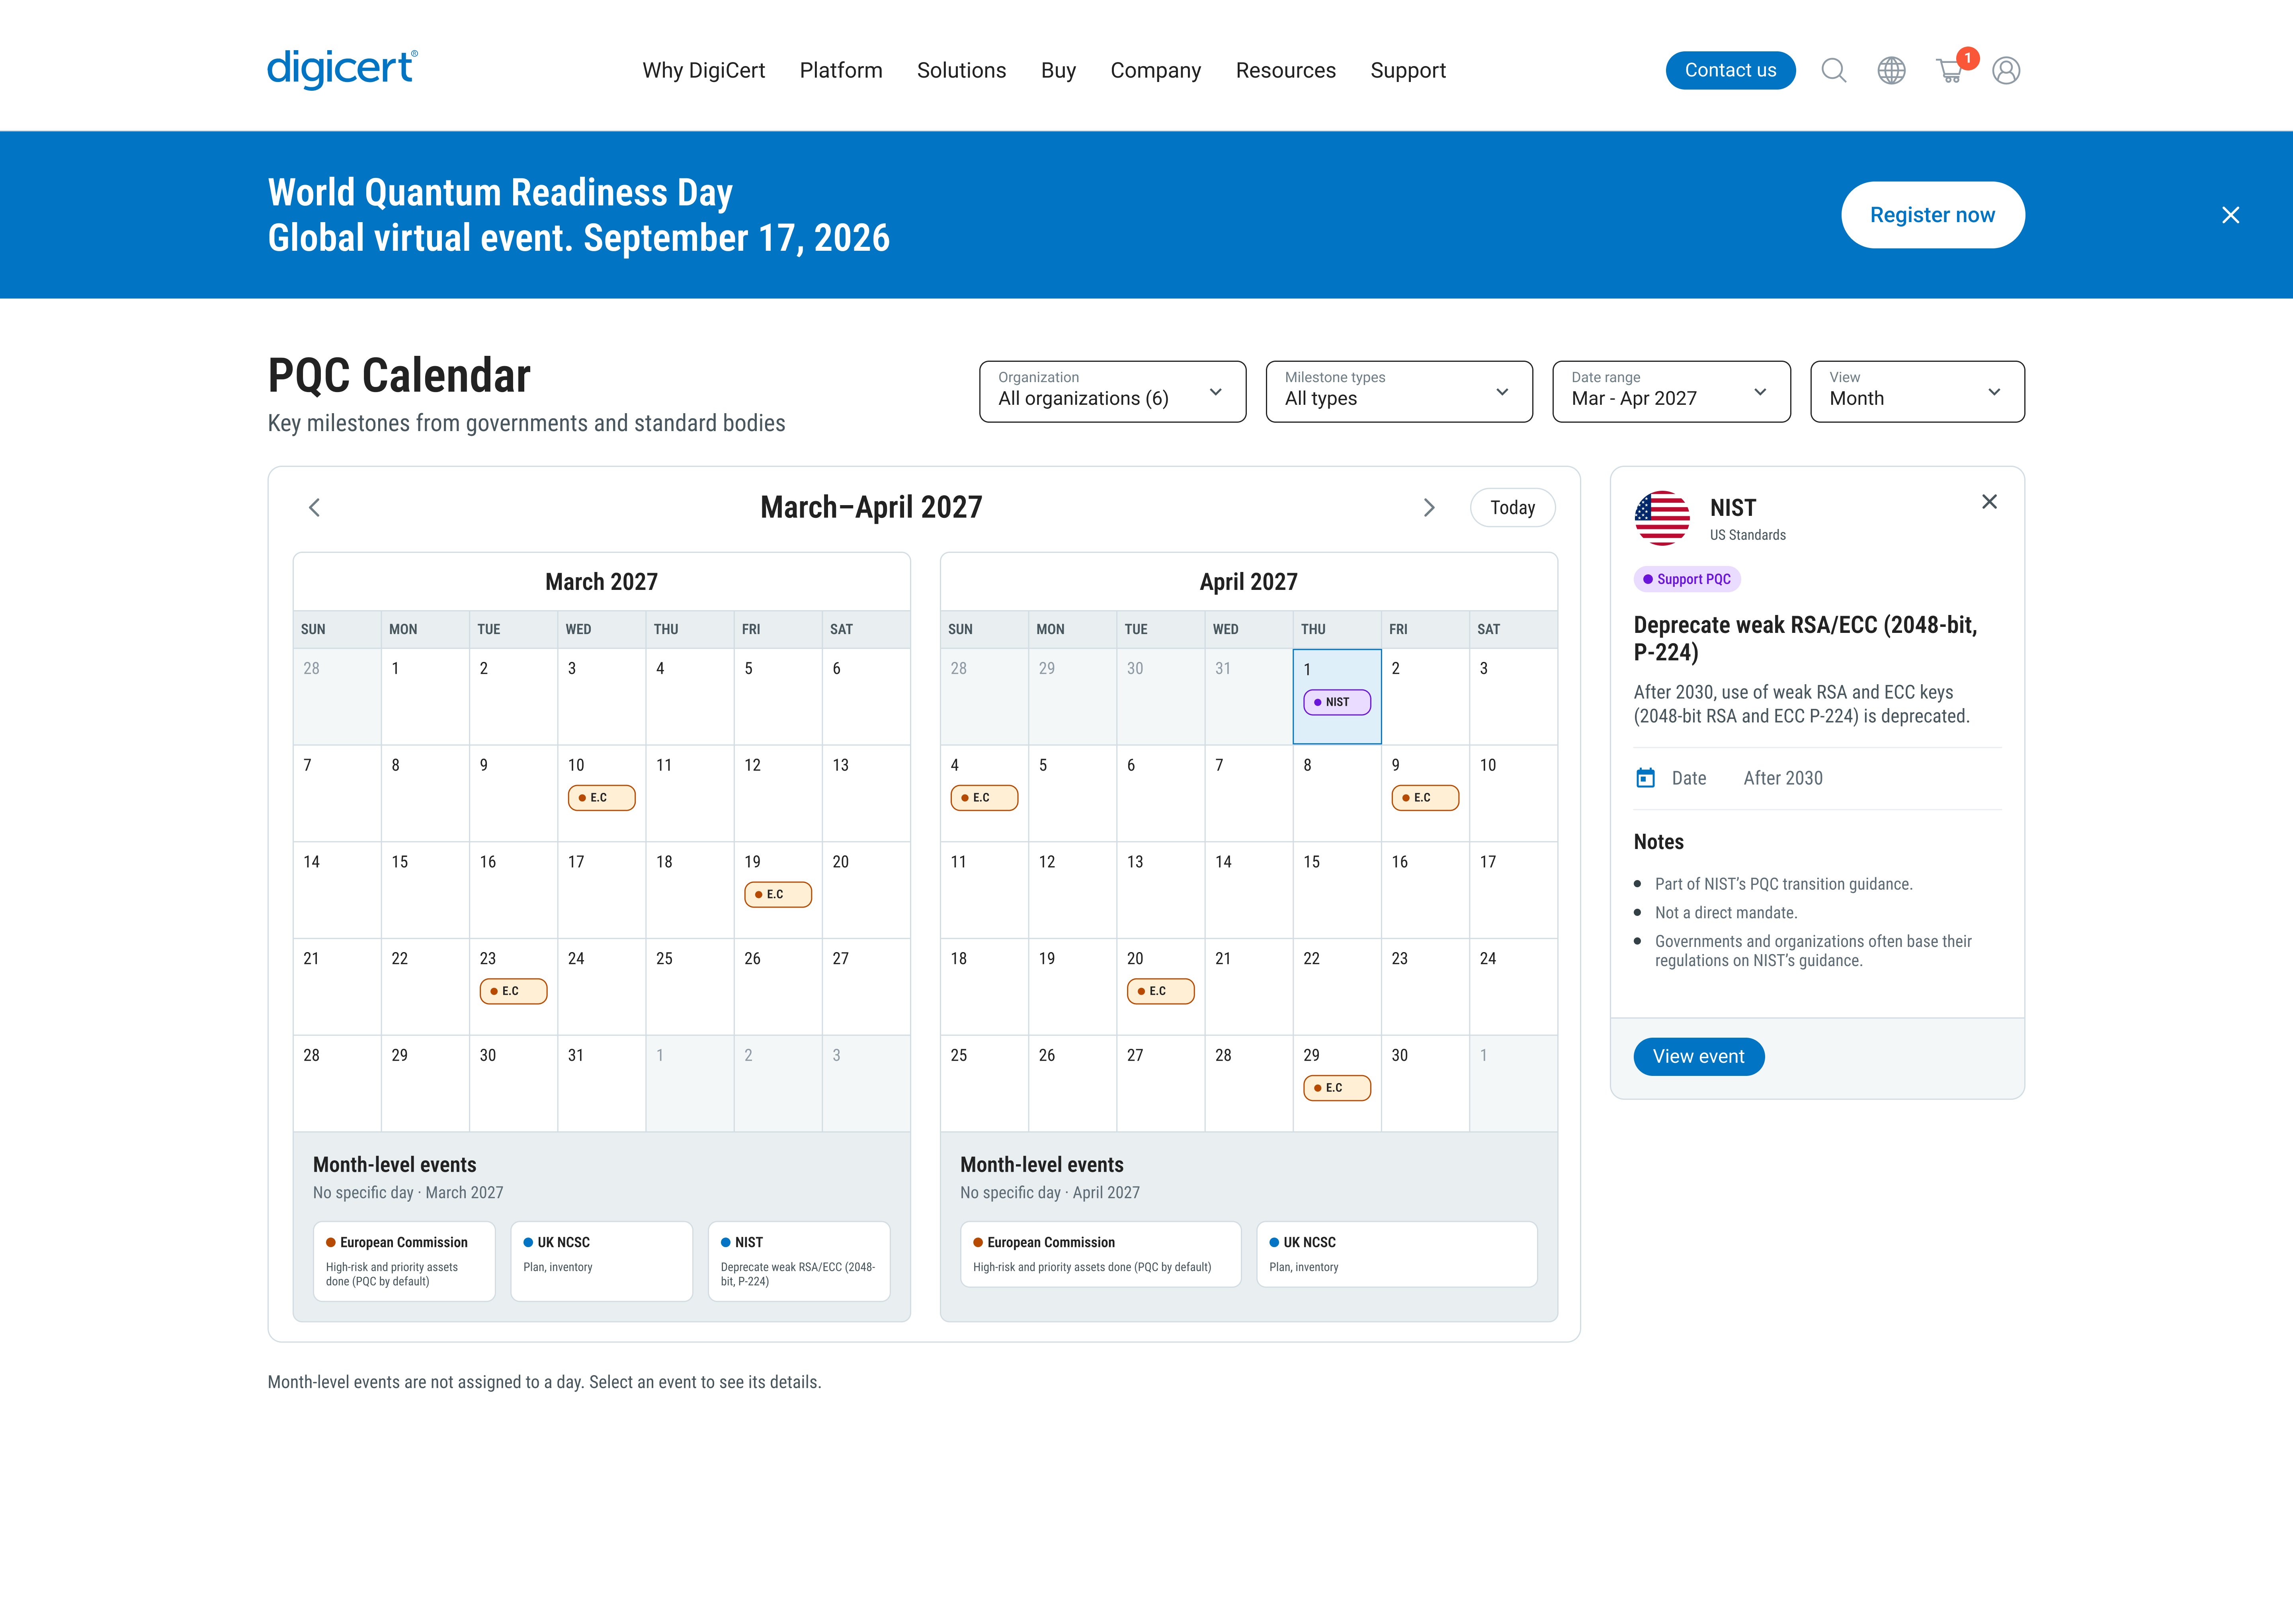 digicert®
Why DigiCert Platform Solutions Buy Company Resources Support
Contact us
1
World Quantum Readiness Day
Global virtual event. September 17, 2026
Register now
PQC Calendar
Key milestones from governments and standard bodies
Organization
All organizations (6)
Milestone types
All types
Date range
Mar - Apr 2027
View
Month
March–April 2027
Today
March 2027
SUN MON TUE WED THU FRI SAT
28 1 2 3 4 5 6
7 8 9 10 11 12 13
E.C
14 15 16 17 18 19 20
E.C
21 22 23 24 25 26 27
E.C
28 29 30 31 1 2 3
Month-level events
No specific day · March 2027
European Commission
High-risk and priority assets
done (PQC by default)
UK NCSC
Plan, inventory
NIST
Deprecate weak RSA/ECC (2048-
bit, P-224)
April 2027
SUN MON TUE WED THU FRI SAT
28 29 30 31 1 2 3
NIST
4 5 6 7 8 9 10
E.C E.C
11 12 13 14 15 16 17
18 19 20 21 22 23 24
E.C
25 26 27 28 29 30 1
E.C
Month-level events
No specific day · April 2027
European Commission
High-risk and priority assets done (PQC by default)
UK NCSC
Plan, inventory
NIST
US Standards
Support PQC
Deprecate weak RSA/ECC (2048-bit,
P-224)
After 2030, use of weak RSA and ECC keys
(2048-bit RSA and ECC P-224) is deprecated.
Date After 2030
Notes
Part of NIST’s PQC transition guidance.
Not a direct mandate.
Governments and organizations often base their
regulations on NIST’s guidance.
View event
Month-level events are not assigned to a day. Select an event to see its details.